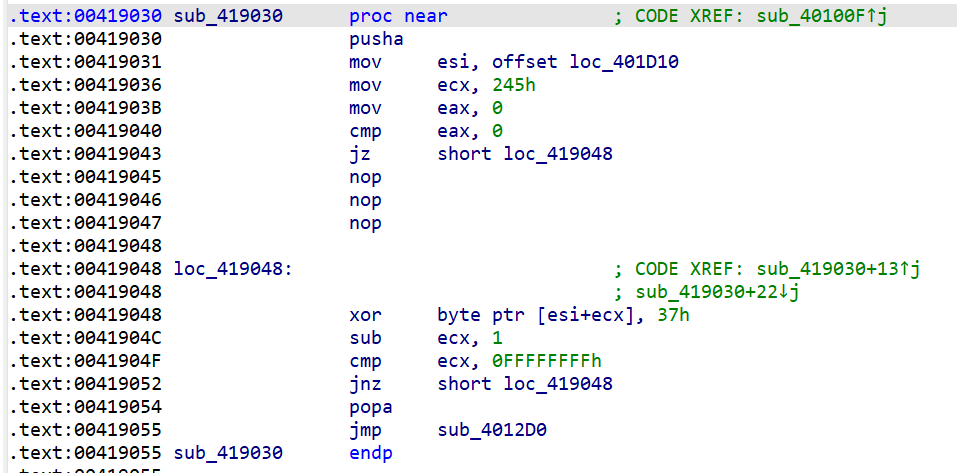 .text:00419030 sub_419030 proc near ; CODE XREF: sub_40100F↑j
.text:00419030 pusha
.text:00419031 mov esi, offset loc_401D10
.text:00419036 mov ecx, 245h
.text:0041903B mov eax, 0
.text:00419040 cmp eax, 0
.text:00419043 jz short loc_419048
.text:00419045 nop
.text:00419046 nop
.text:00419047 nop
.text:00419048
.text:00419048 loc_419048: ; CODE XREF: sub_419030+13↑j
.text:00419048 ; sub_419030+22↓j
.text:00419048 xor byte ptr [esi+ecx], 37h
.text:0041904C sub ecx, 1
.text:0041904F cmp ecx, 0FFFFFFFFh
.text:00419052 jnz short loc_419048
.text:00419054 popa
.text:00419055 jmp sub_4012D0
.text:00419055 sub_419030 endp